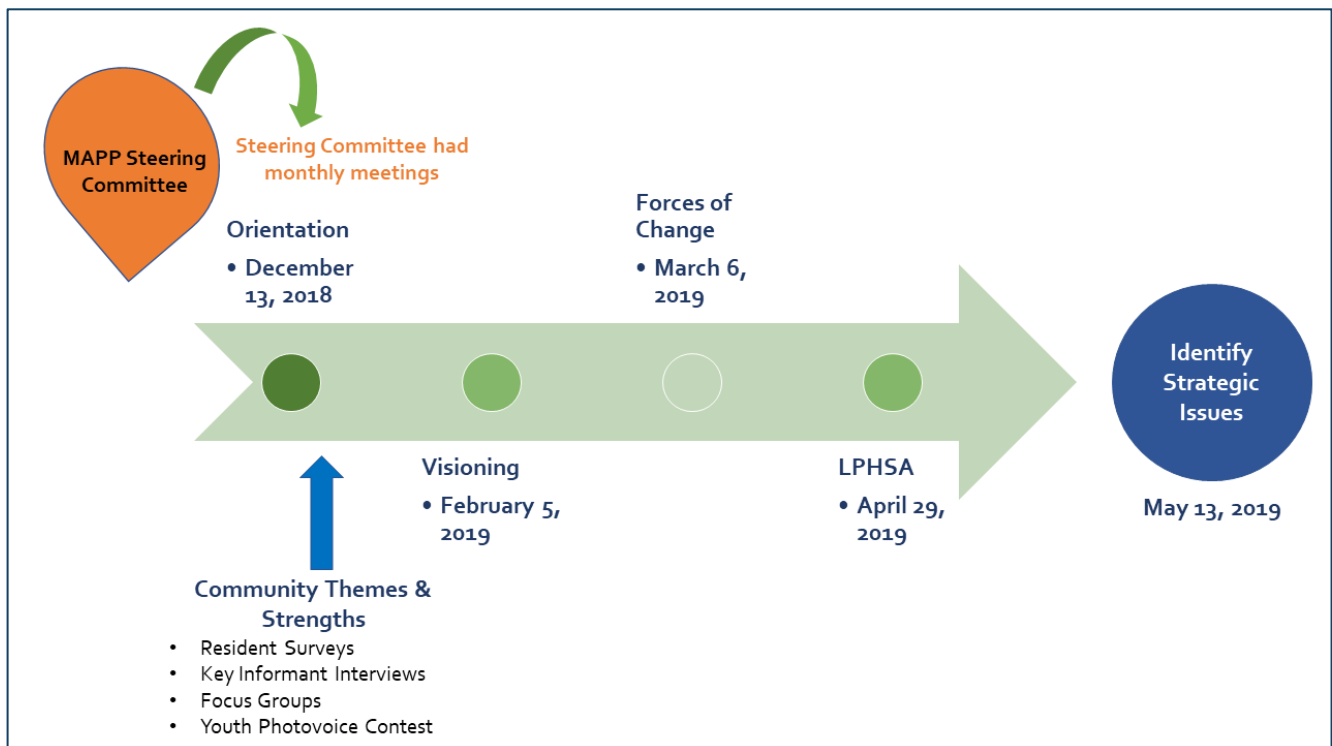 MAPP Steering
Committee
Steering Committee had
monthly meetings
Orientation
• December
13, 2018
Forces of
Change
• March 6,
2019
Identify
Strategic
Issues
Visioning
• February 5,
2019
LPHSA
• April 29,
2019
May 13, 2019
Community Themes &
Strengths
• Resident Surveys
• Key Informant Interviews
• Focus Groups
• Youth Photovoice Contest